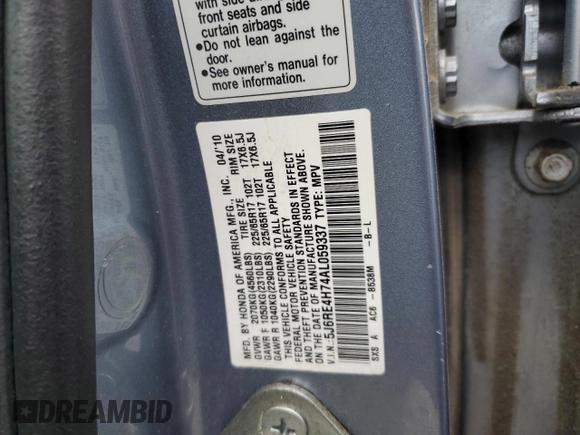 with side
front seats and side
curtain airbags.
•Do not lean against the
door.
•See owner's manual for
more information.
MFD. BY HONDA OF AMERICA MFG., INC. 04/'10
TIRE SIZE RIM SIZE
GVWR 2070KG(4560LBS) 225/65R17 102T 17X6.5J
GAWR F 1050KG(2310LBS) 225/65R17 102T 17X6.5J
GAWR R 1040KG(2290LBS)
THIS VEHICLE CONFORMS TO ALL APPLICABLE
FEDERAL MOTOR VEHICLE SAFETY
AND THEFT PREVENTION STANDARDS IN EFFECT
ON THE DATE OF MANUFACTURE SHOWN ABOVE.
V.I.N.:5J6RE4H74AL059337 TYPE: MPV
SXS A AC6 -B538M -B-L
DREAMBID